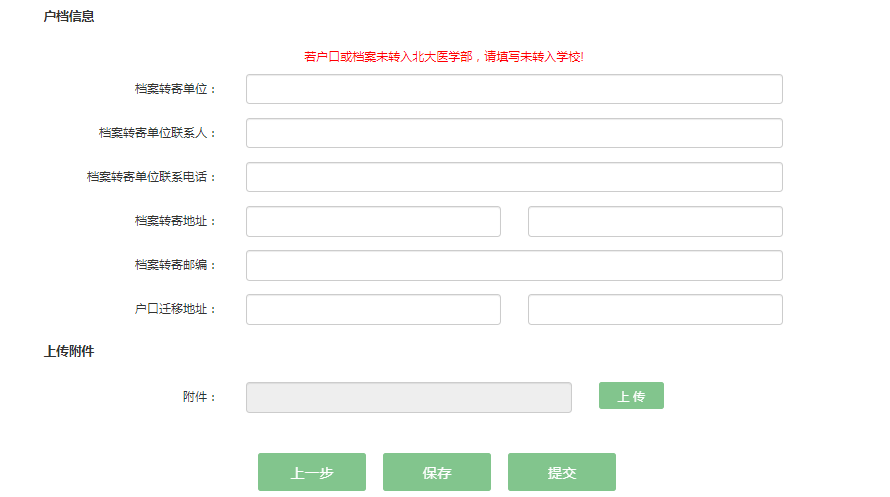 户档信息
若户口或档案未转入北大医学部，请填写未转入学校!
档案转寄单位：
档案转寄单位联系人：
档案转寄单位联系电话：
档案转寄地址：
档案转寄邮编：
户口迁移地址：
上传附件
附件： 上传
上一步 保存 提交